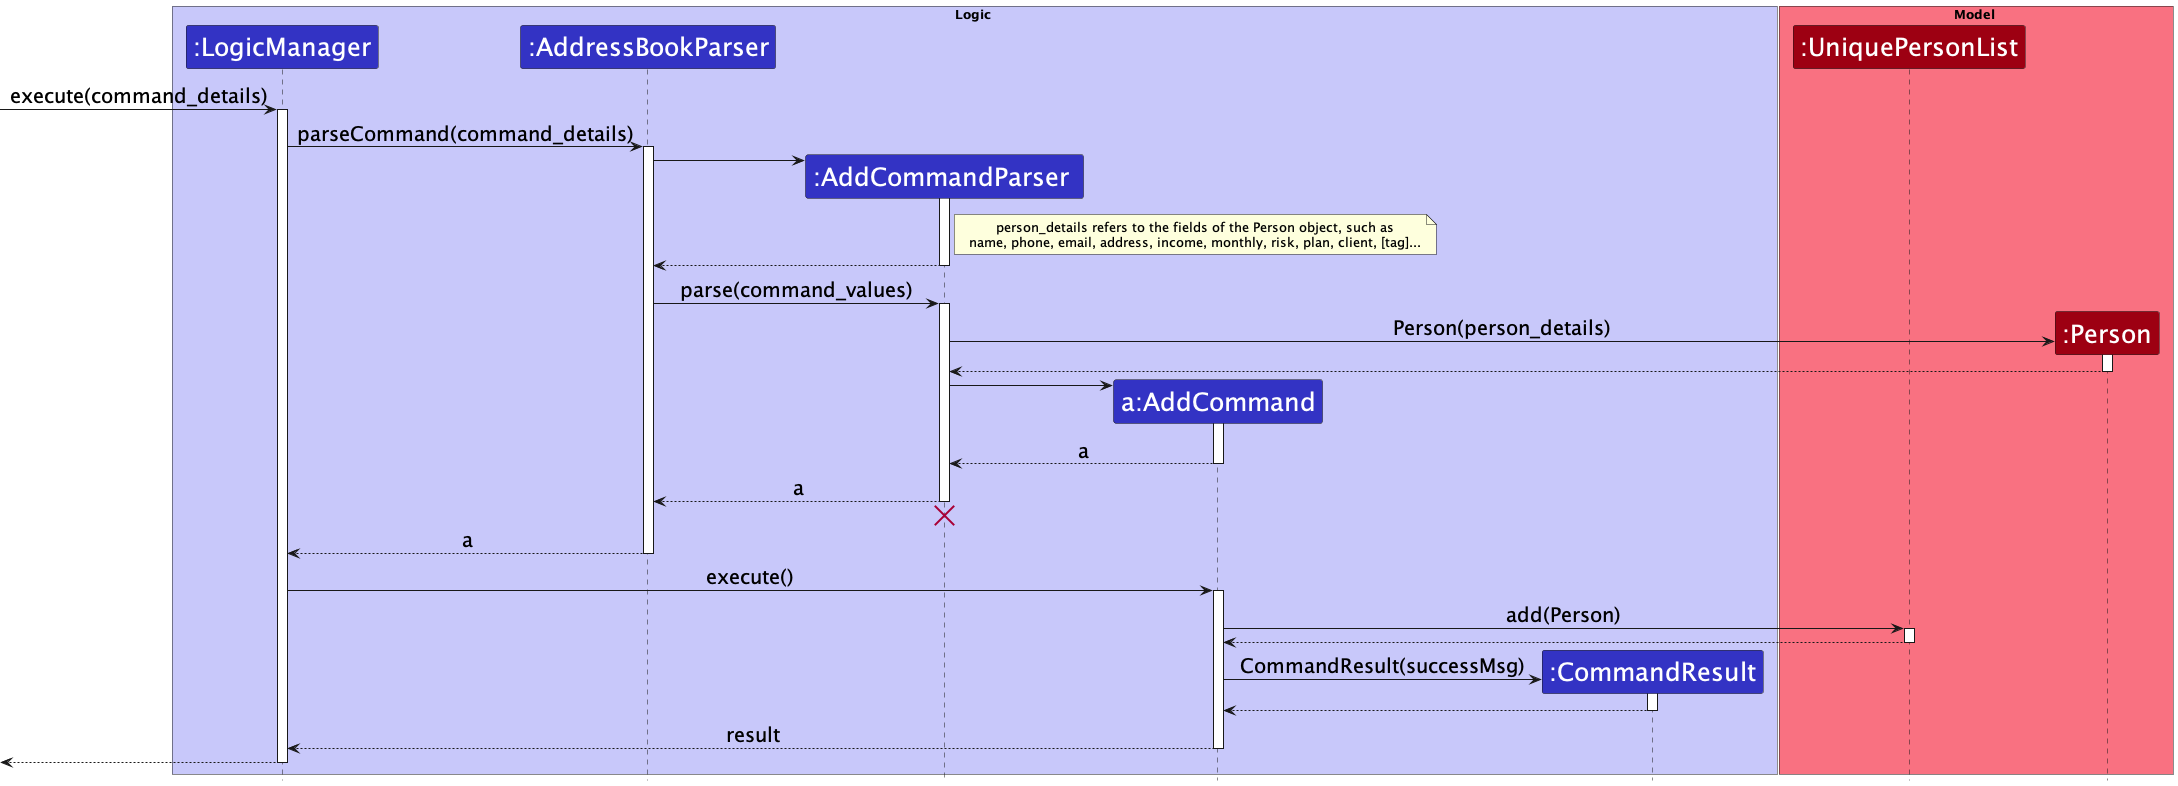 Logic
Model
:LogicManager
:AddressBookParser
:UniquePersonList
execute(command_details)
parseCommand(command_details)
:AddCommandParser
person_details refers to the fields of the Person object, such as
name, phone, email, address, income, monthly, risk, plan, client, [tag]...
parse(command_values)
Person(person_details)
:Person
a:AddCommand
a
a
a
execute()
add(Person)
CommandResult(successMsg)
:CommandResult
result